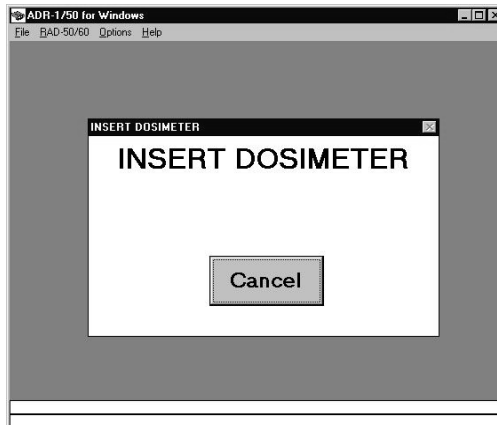 ADR-1/50 for Windows
File RAD-50/60 Options Help
INSERT DOSIMETER
INSERT DOSIMETER
Cancel